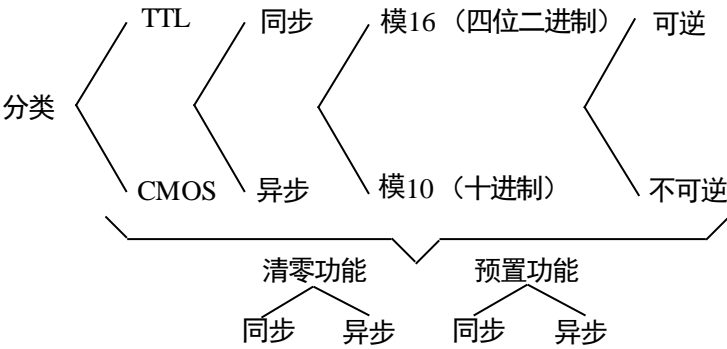 TTL 同步 模16（四位二进制） 可逆
分类
CMOS 异步 模10（十进制） 不可逆
清零功能 预置功能
同步 异步 同步 异步